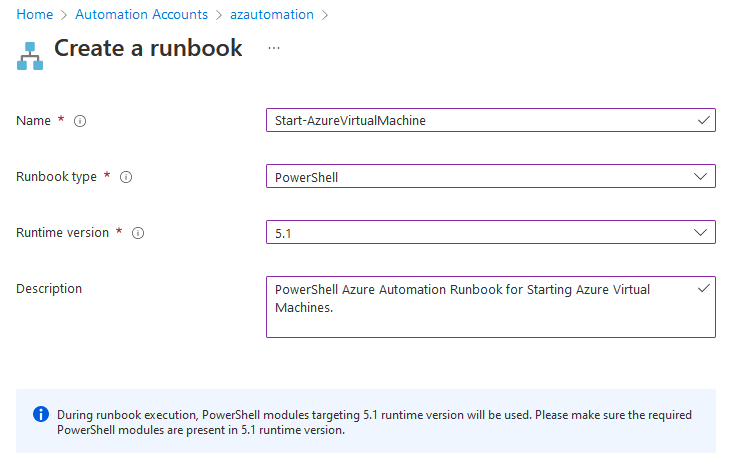 Home > Automation Accounts > azautomation >
Create a runbook ...
Name *
Start-AzureVirtualMachine
Runbook type *
PowerShell
Runtime version *
5.1
Description
PowerShell Azure Automation Runbook for Starting Azure Virtual
Machines.
During runbook execution, PowerShell modules targeting 5.1 runtime version will be used. Please make sure the required
PowerShell modules are present in 5.1 runtime version.